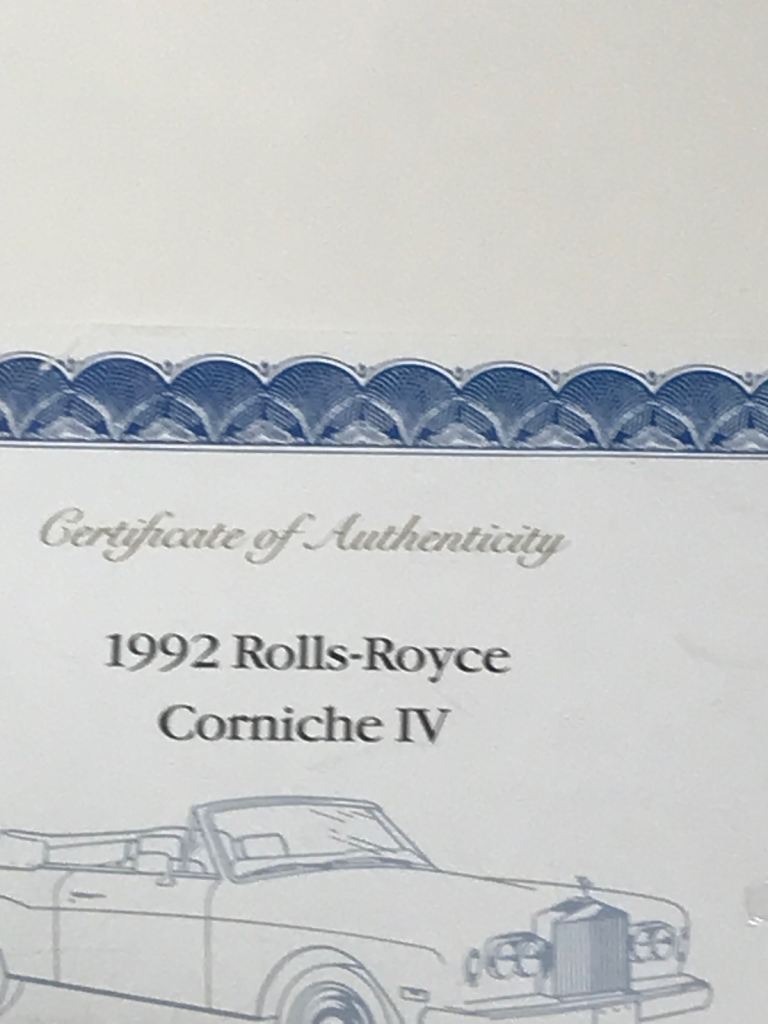 Certificate of Authenticity
1992 Rolls-Royce
Corniche IV